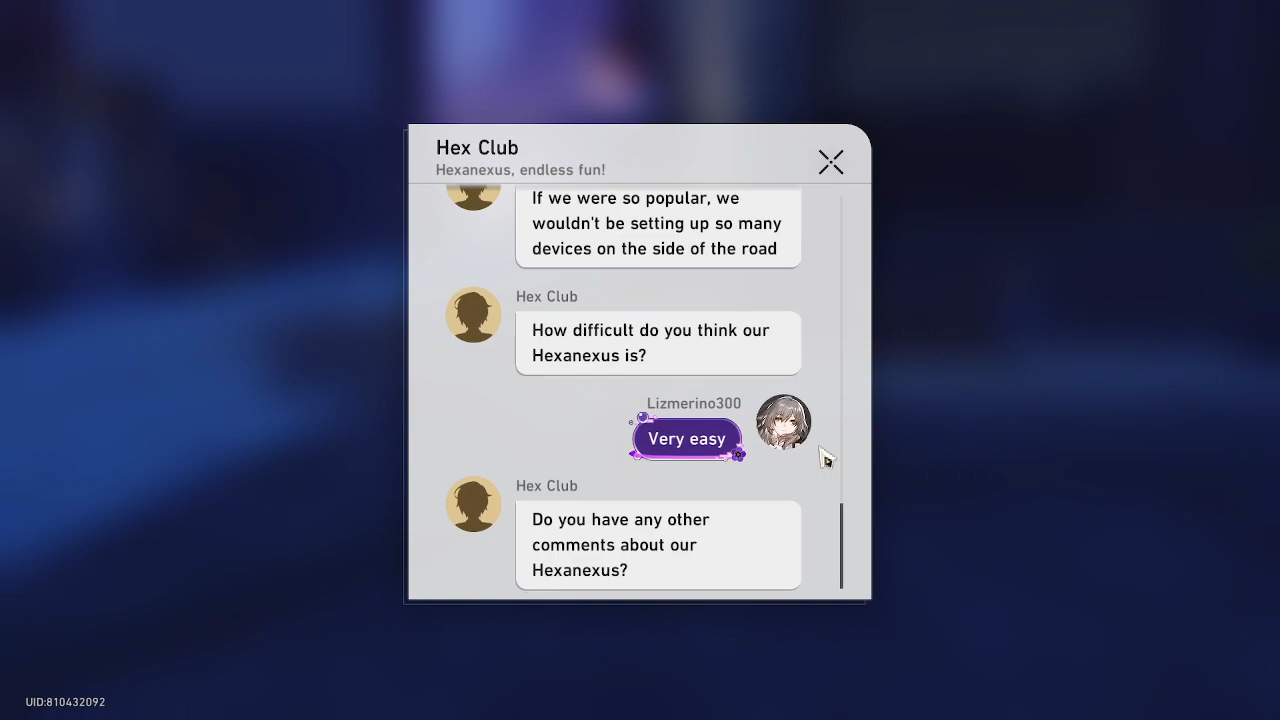 Hex Club
Hexanexus, endless fun!
If we were so popular, we
wouldn't be setting up so many
devices on the side of the road
Hex Club
How difficult do you think our
Hexanexus is?
Lizmerino300
Very easy
Hex Club
Do you have any other
comments about our
Hexanexus?
UID:810432092